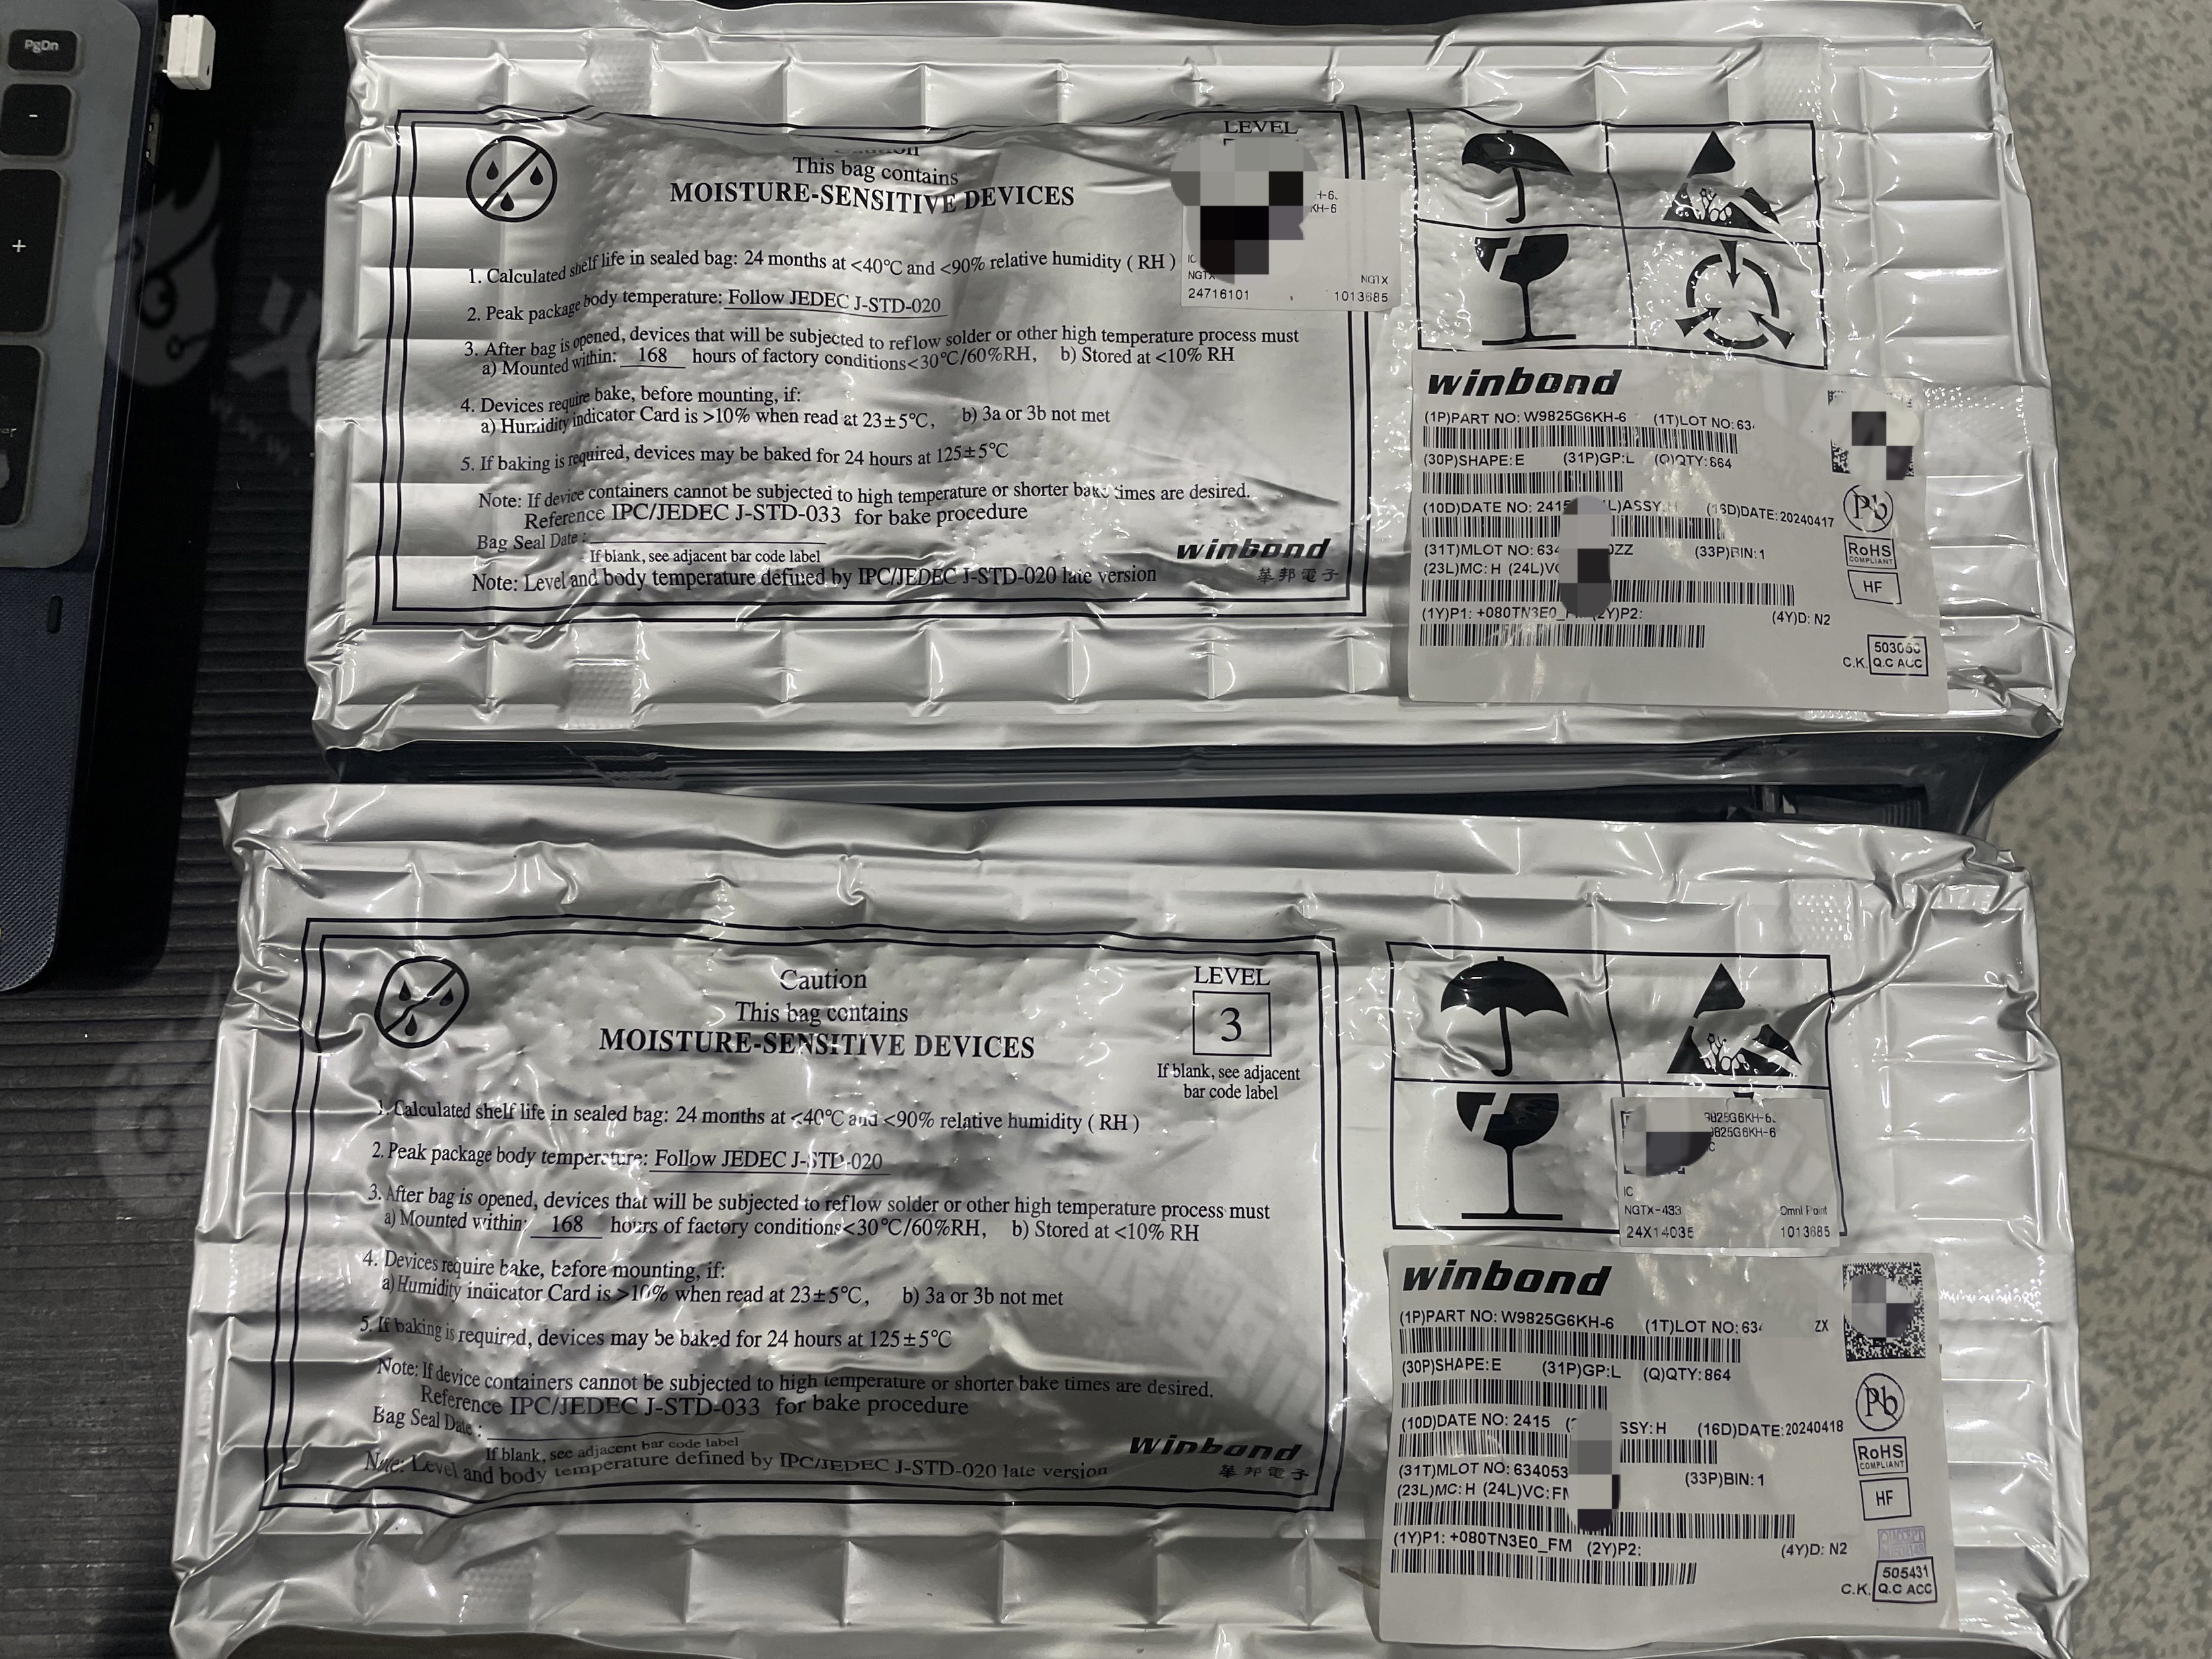 PgDn
-
+
LEVEL
This bag contains
MOISTURE-SENSITIVE DEVICES
H-6.
KH-6
1. Calculated shelf life in sealed bag: 24 months at <40℃ and <90% relative humidity ( RH )
IC
NGTX
NGTX
24716101
1013685
2. Peak package body temperature: Follow JEDEC J-STD-020
3. After bag is opened, devices that will be subjected to reflow solder or other high temperature process must
a) Mounted within: 168 hours of factory conditions<30℃/60%RH, b) Stored at <10% RH
4. Devices require bake, before mounting, if:
a) Humidity indicator Card is >10% when read at 23±5℃, b) 3a or 3b not met
5. If baking is required, devices may be baked for 24 hours at 125±5℃
Note: If device containers cannot be subjected to high temperature or shorter bake times are desired.
Reference IPC/JEDEC J-STD-033 for bake procedure
Bag Seal Date :
If blank, see adjacent bar code label
winbond
華邦電子
Note: Level and body temperature defined by IPC/JEDEC J-STD-020 late version
winbond
(1P)PART NO: W9825G6KH-6 (1T)LOT NO: 63
(30P)SHAPE: E (31P)GP:L (Q)QTY: 864
(10D)DATE NO: 2415 L)ASSY:H (16D)DATE: 20240417
(31T)MLOT NO: 634 0ZZ (33P)BIN: 1
(23L)MC: H (24L)VC
(1Y)P1: +080TN3E0_F (2Y)P2: (4Y)D: N2
Pb
RoHS
COMPLIANT
HF
C.K. Q.C ACC
Caution
This bag contains
MOISTURE-SENSITIVE DEVICES
LEVEL
3
If blank, see adjacent
bar code label
1. Calculated shelf life in sealed bag: 24 months at <40℃ and <90% relative humidity ( RH )
2. Peak package body temperature: Follow JEDEC J-STD-020
3. After bag is opened, devices that will be subjected to reflow solder or other high temperature process must
a) Mounted within: 168 hours of factory conditions<30℃/60%RH, b) Stored at <10% RH
4. Devices require bake, before mounting, if:
a) Humidity indicator Card is >10% when read at 23±5℃, b) 3a or 3b not met
5. If baking is required, devices may be baked for 24 hours at 125±5℃
Note: If device containers cannot be subjected to high temperature or shorter bake times are desired.
Reference IPC/JEDEC J-STD-033 for bake procedure
Bag Seal Date :
If blank, see adjacent bar code label
winbond
華邦電子
Note: Level and body temperature defined by IPC/JEDEC J-STD-020 late version
9825G6KH-6
9825G6KH-6
C
IC
NGTX-433 Omni Point
24X1403E 1013685
winbond
(1P)PART NO: W9825G6KH-6 (1T)LOT NO: 634 ZX
(30P)SHAPE: E (31P)GP:L (Q)QTY: 864
(10D)DATE NO: 2415 SSY: H (16D)DATE: 20240418
(31T)MLOT NO: 634053 (33P)BIN: 1
(23L)MC: H (24L)VC: FM
(1Y)P1: +080TN3E0_FM (2Y)P2: (4Y)D: N2
Pb
RoHS
COMPLIANT
HF
505431
C.K. Q.C ACC